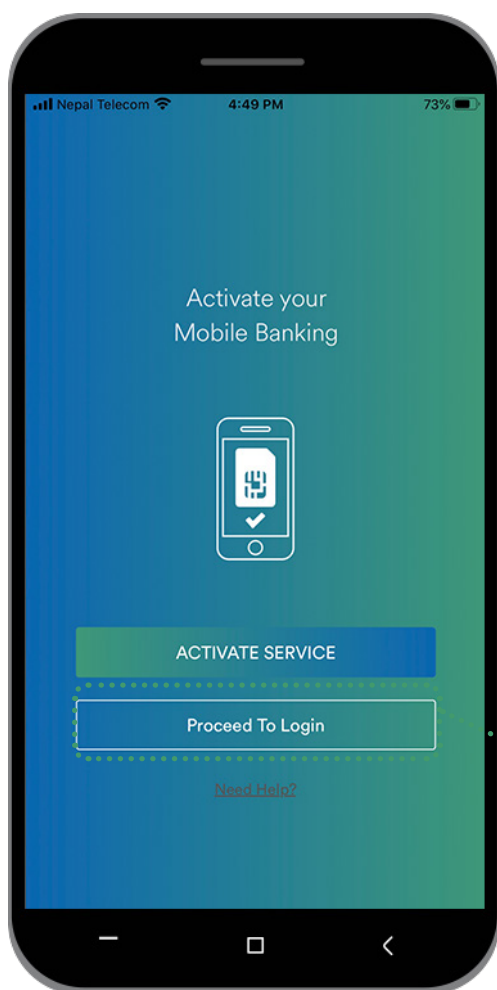 Nepal Telecom 4:49 PM 73%
Activate your
Mobile Banking
ACTIVATE SERVICE
Proceed To Login
Need Help?